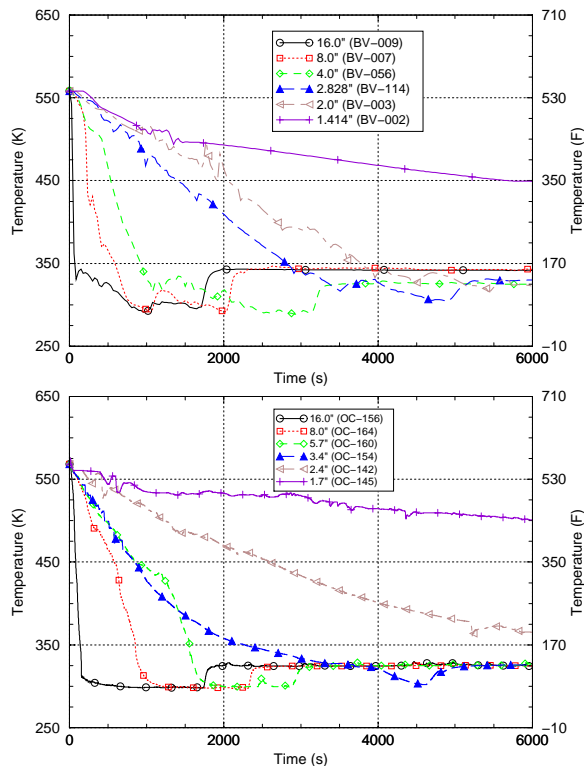 650
710
16.0" (BV−009)
8.0" (BV−007)
4.0" (BV−056)
2.828" (BV−114)
2.0" (BV−003)
1.414" (BV−002)
550
530
Temperature (K)
Temperature (F)
450
350
350
170
250
−10
0
2000
4000
6000
Time (s)
650
710
16.0" (OC−156)
8.0" (OC−164)
5.7" (OC−160)
3.4" (OC−154)
2.4" (OC−142)
1.7" (OC−145)
550
530
Temperature (K)
Temperature (F)
450
350
350
170
250
−10
0
2000
4000
6000
Time (s)